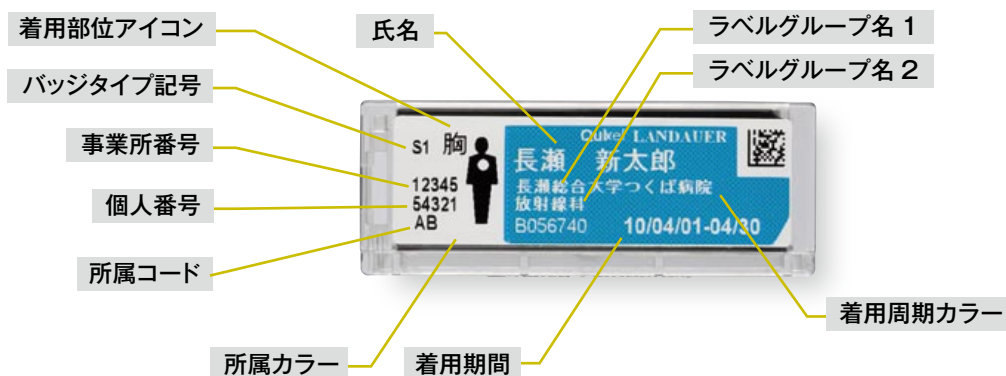 着用部位アイコン
バッジタイプ記号
事業所番号
個人番号
所属コード
所属カラー
氏名
着用期間
ラベルグループ名 1
ラベルグループ名 2
着用周期カラー
S1 胸
12345
54321
AB
Quixel LANDAUER
長瀬 新太郎
長瀬総合大学つくば病院
放射線科
B056740 10/04/01-04/30